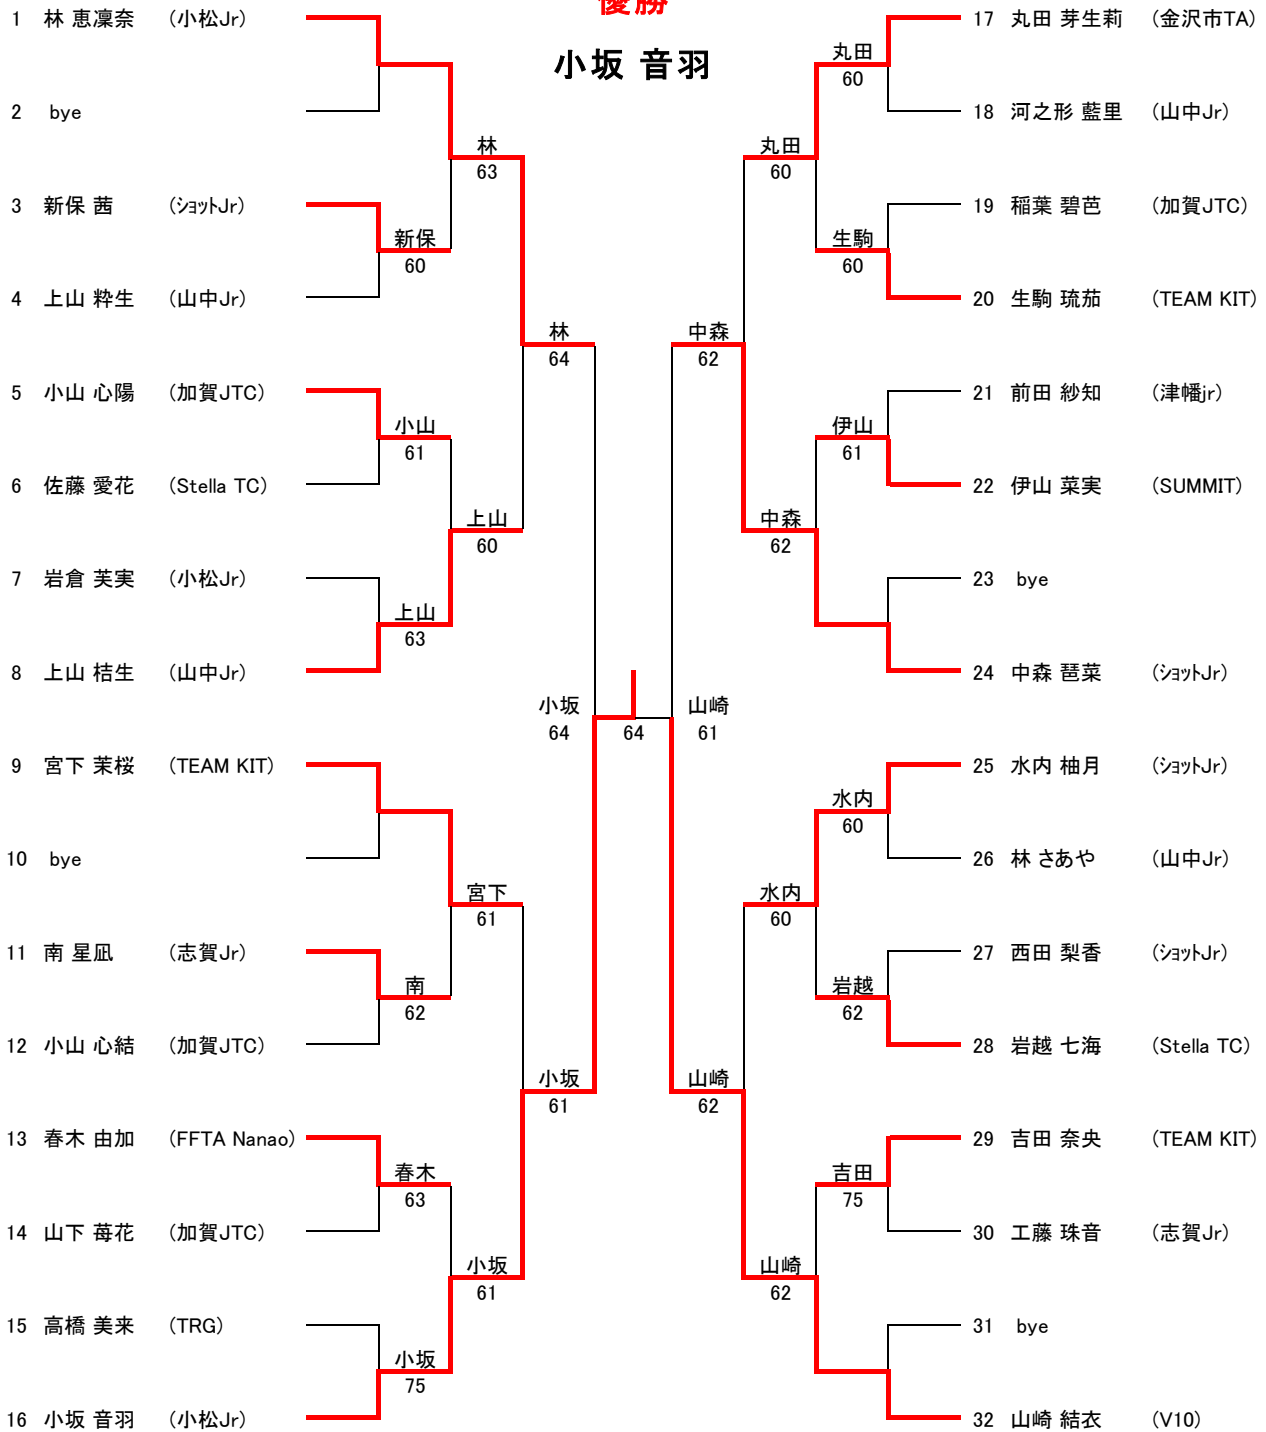 優勝
小坂 音羽
1 林 恵凜奈 (小松Jr)
2 bye
3 新保 茜 (ｼｮｯﾄJr)
4 上山 粋生 (山中Jr)
5 小山 心陽 (加賀JTC)
6 佐藤 愛花 (Stella TC)
7 岩倉 芙実 (小松Jr)
8 上山 桔生 (山中Jr)
9 宮下 茉桜 (TEAM KIT)
10 bye
11 南 星凪 (志賀Jr)
12 小山 心結 (加賀JTC)
13 春木 由加 (FFTA Nanao)
14 山下 苺花 (加賀JTC)
15 高橋 美来 (TRG)
16 小坂 音羽 (小松Jr)
新保
60
小山
61
上山
63
南
62
春木
63
小坂
75
林
63
上山
60
宮下
61
小坂
61
林
64
小坂
61
小坂
64
64
山崎
61
中森
62
山崎
62
丸田
60
中森
62
水内
60
山崎
62
丸田
60
生駒
60
伊山
61
水内
60
岩越
62
吉田
75
17 丸田 芽生莉 (金沢市TA)
18 河之形 藍里 (山中Jr)
19 稲葉 碧芭 (加賀JTC)
20 生駒 琉茄 (TEAM KIT)
21 前田 紗知 (津幡jr)
22 伊山 菜実 (SUMMIT)
23 bye
24 中森 琶菜 (ｼｮｯﾄJr)
25 水内 柚月 (ｼｮｯﾄJr)
26 林 さあや (山中Jr)
27 西田 梨香 (ｼｮｯﾄJr)
28 岩越 七海 (Stella TC)
29 吉田 奈央 (TEAM KIT)
30 工藤 珠音 (志賀Jr)
31 bye
32 山崎 結衣 (V10)